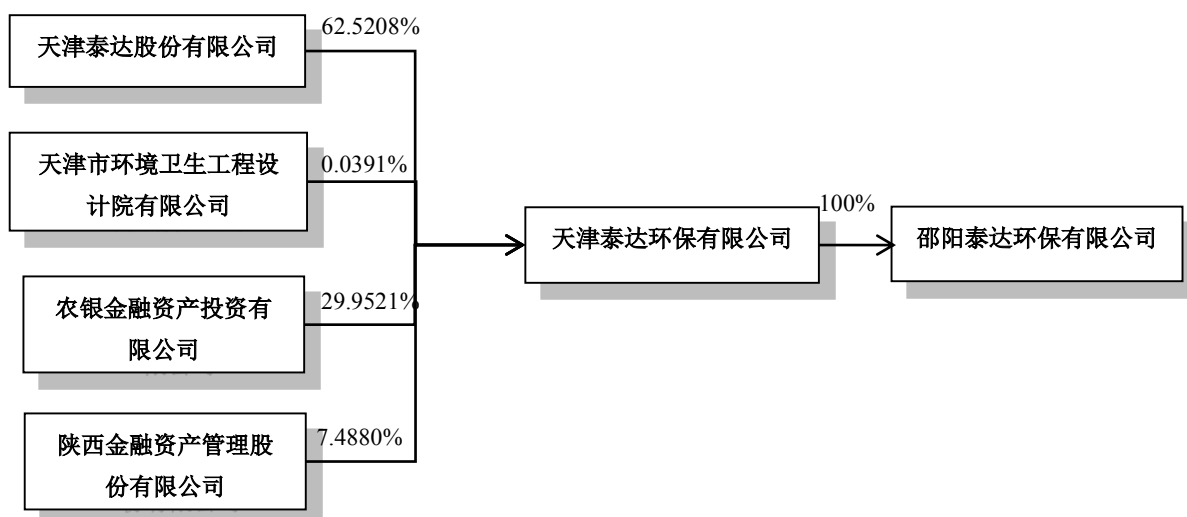 62.5208%
天津泰达股份有限公司
天津市环境卫生工程设
计院有限公司
0.0391%
农银金融资产投资有
限公司
29.9521%
陕西金融资产管理股
份有限公司
7.4880%
天津泰达环保有限公司
100%
邵阳泰达环保有限公司